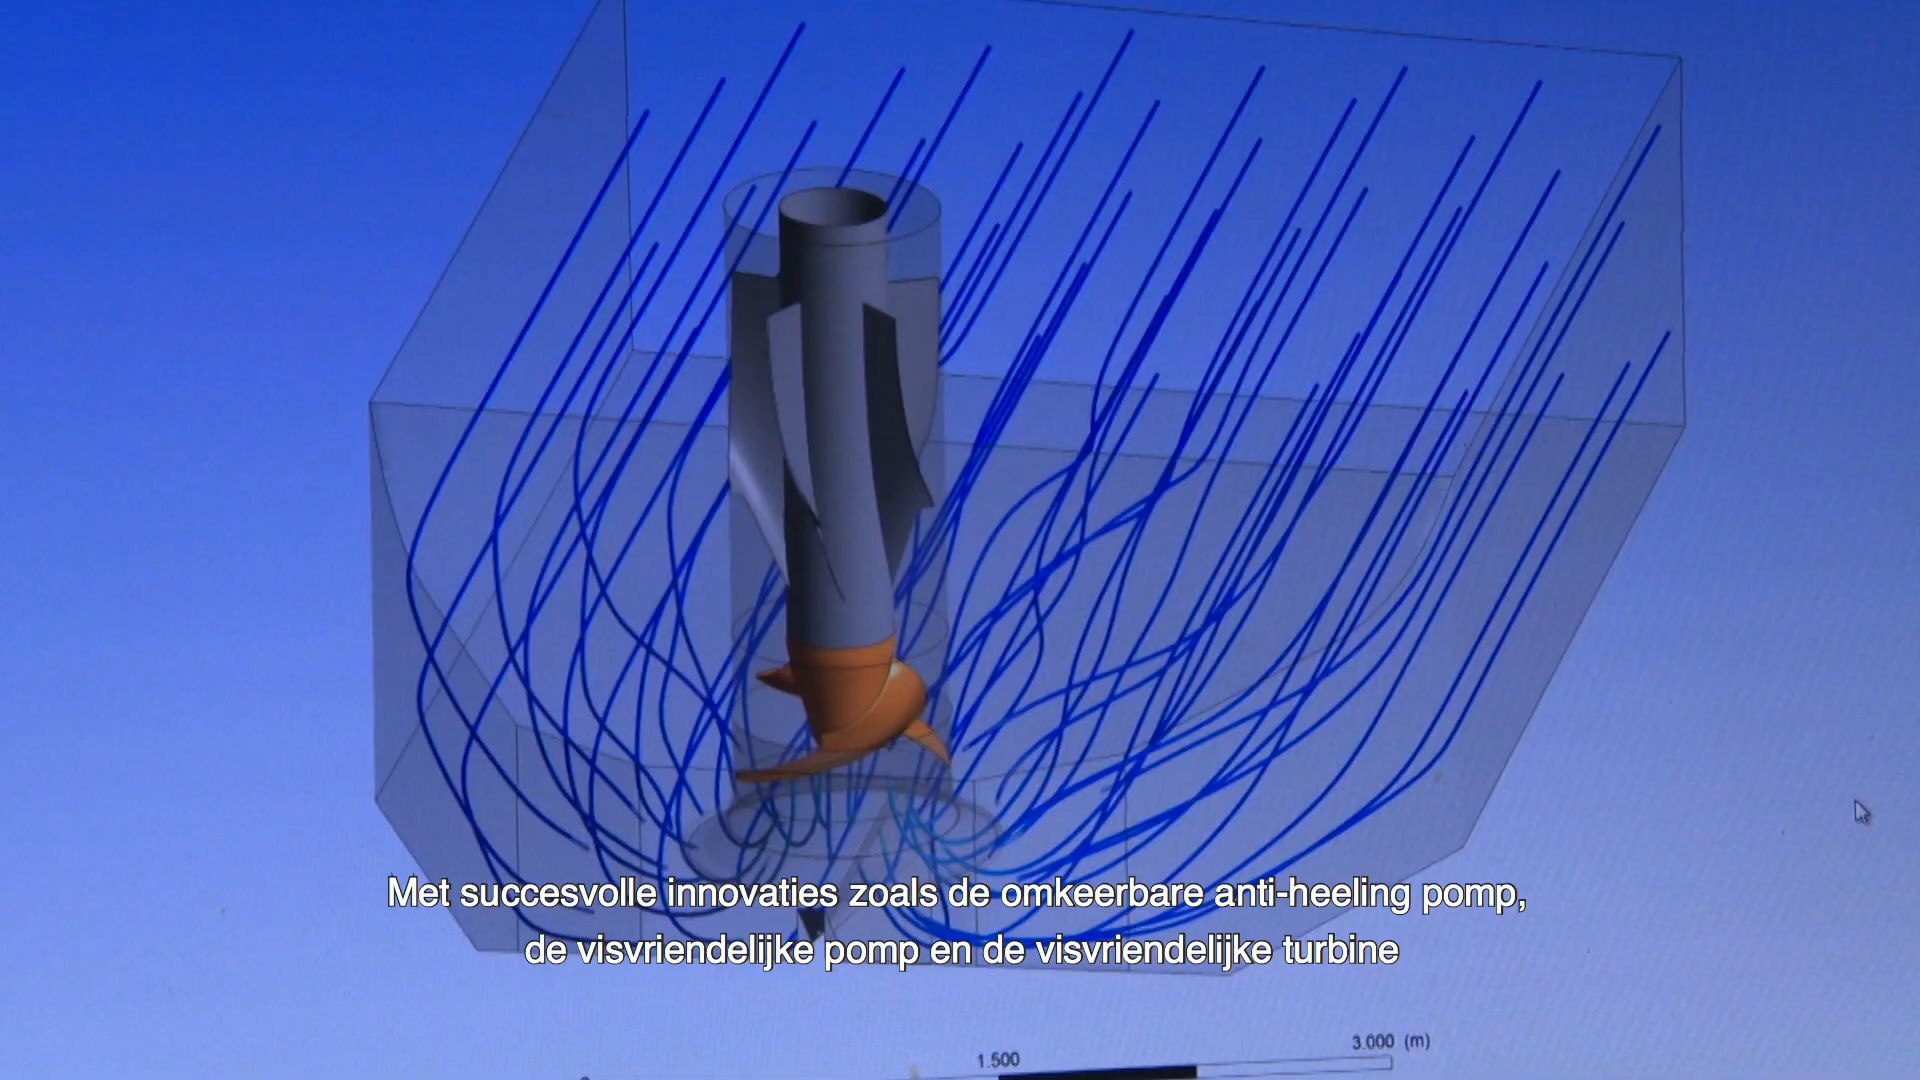 Met succesvolle innovaties zoals de omkeerbare anti-heeling pomp,
de visvriendelijke pomp en de visvriendelijke turbine
3.000 (m)
1.500